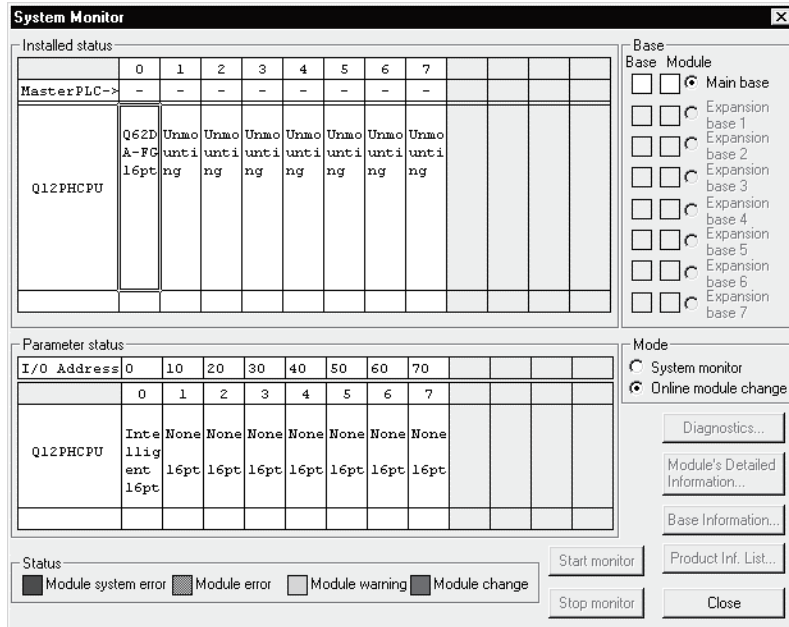 System Monitor
Installed status
0 1 2 3 4 5 6 7
MasterPLC-> - - - - - - - -
Q12PHCPU
Q62D Unmo Unmo Unmo Unmo Unmo Unmo Unmo
A-FG unti unti unti unti unti unti unti
16pt ng ng ng ng ng ng ng
Base
Base Module
Main base
Expansion
base 1
Expansion
base 2
Expansion
base 3
Expansion
base 4
Expansion
base 5
Expansion
base 6
Expansion
base 7
Parameter status
I/O Address 0 10 20 30 40 50 60 70
0 1 2 3 4 5 6 7
Q12PHCPU
Inte None None None None None None None
llig
ent 16pt 16pt 16pt 16pt 16pt 16pt 16pt
16pt
Mode
System monitor
Online module change
Diagnostics...
Module's Detailed
Information...
Base Information...
Product Inf. List...
Close
Status
Module system error Module error Module warning Module change
Start monitor
Stop monitor